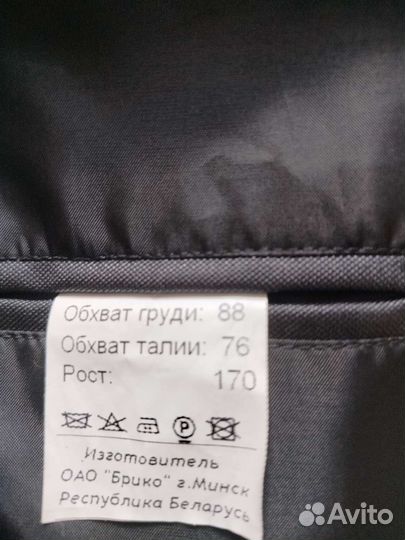 Обхват груди: 88
Обхват талии: 76
Рост: 170
P
Изготовитель
ОАО "Брико" г.Минск
Республика Беларусь
Avito